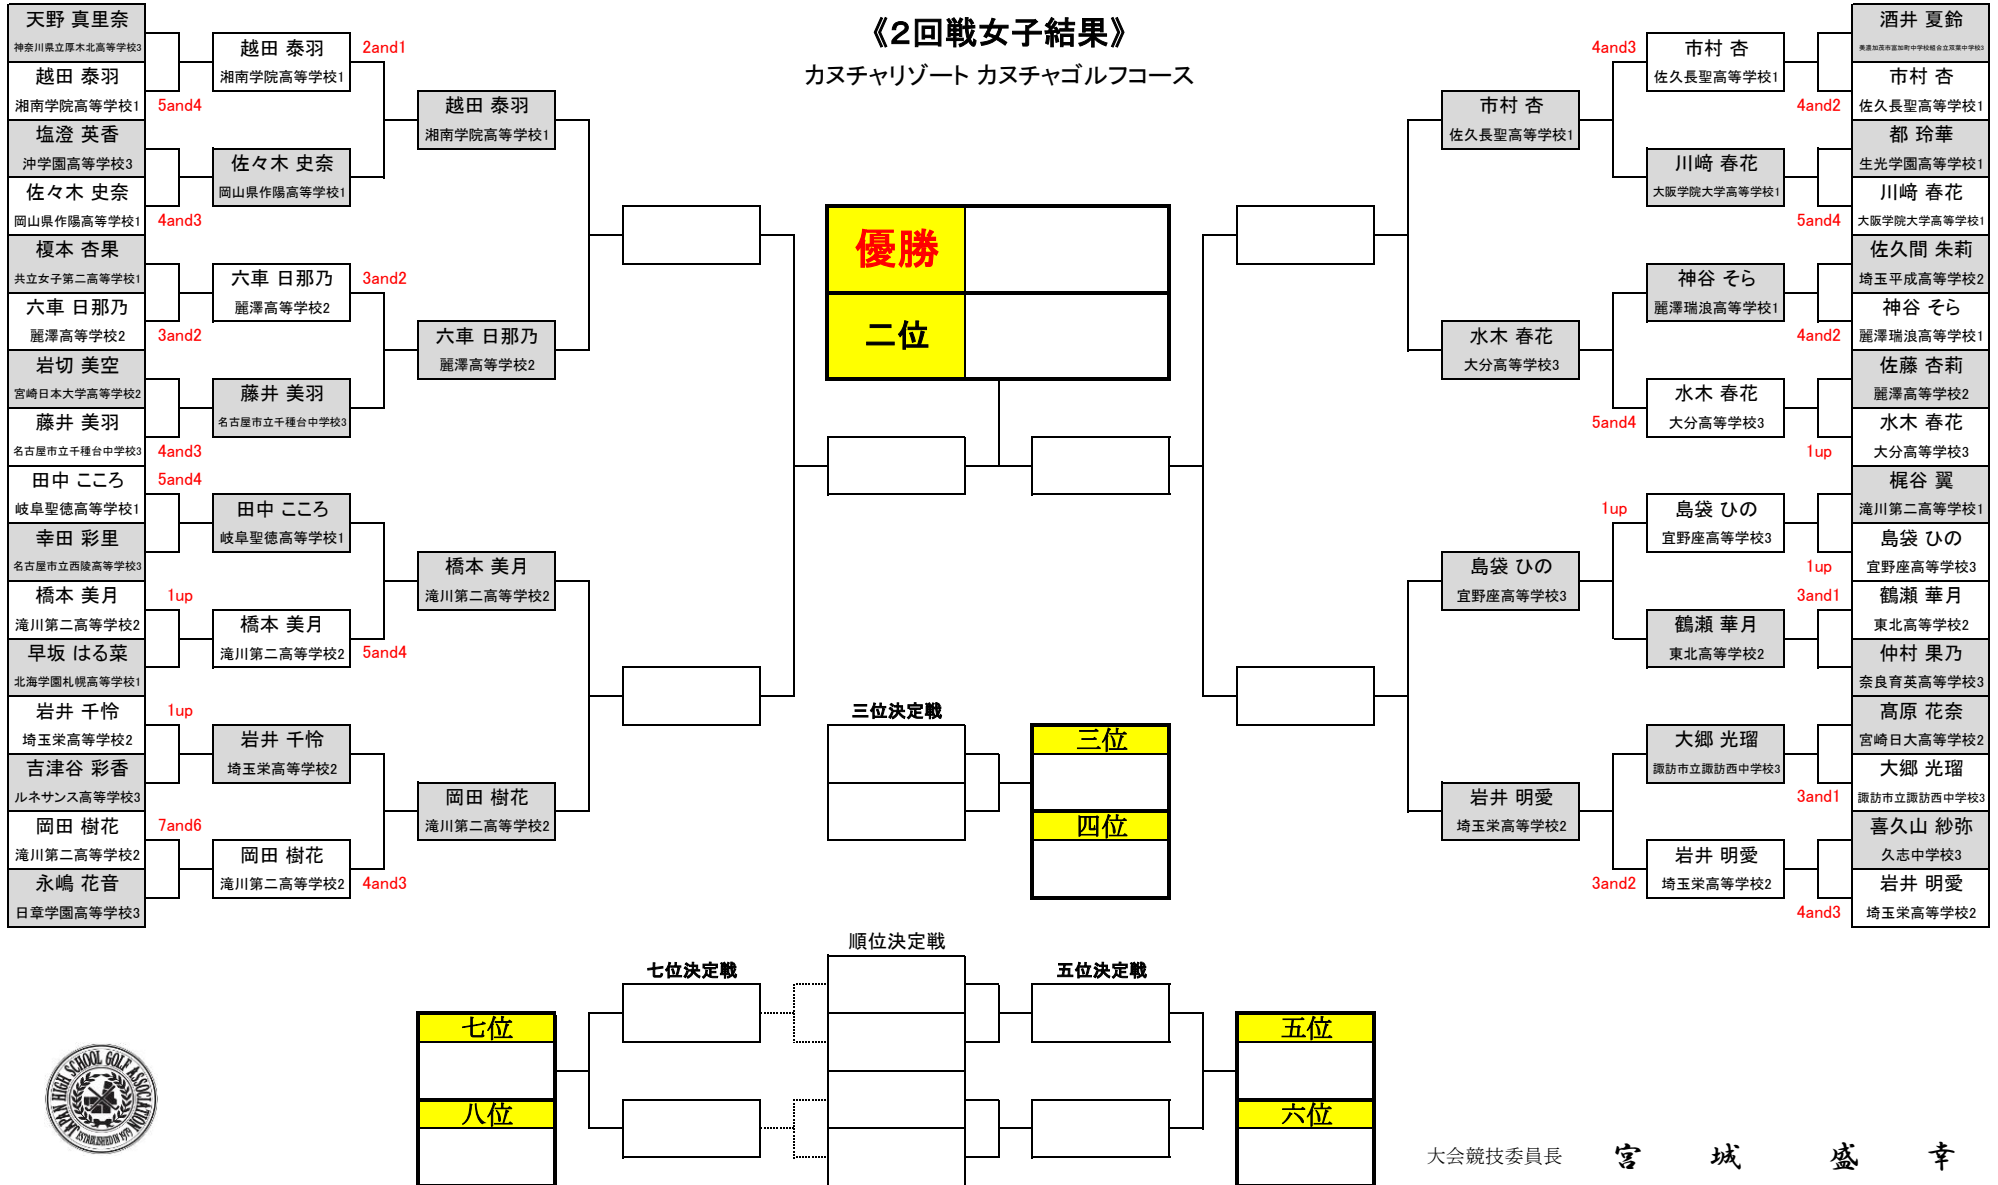 《2回戦女子結果》
カヌチャリゾート カヌチャゴルフコース
天野 真里奈
神奈川県立厚木北高等学校3
越田 泰羽
湘南学院高等学校1
5and4
塩澄 英香
沖学園高等学校3
佐々木 史奈
岡山県作陽高等学校1
4and3
榎本 杏果
共立女子第二高等学校1
六車 日那乃
麗澤高等学校2
3and2
岩切 美空
宮崎日本大学高等学校2
藤井 美羽
名古屋市立千種台中学校3
4and3
田中 こころ
岐阜聖徳高等学校1
5and4
幸田 彩里
名古屋市立西陵高等学校3
橋本 美月
滝川第二高等学校2
1up
早坂 はる菜
北海学園札幌高等学校1
岩井 千怜
埼玉栄高等学校2
1up
吉津谷 彩香
ルネサンス高等学校3
岡田 樹花
滝川第二高等学校2
7and6
永嶋 花音
日章学園高等学校3
越田 泰羽
湘南学院高等学校1
2and1
佐々木 史奈
岡山県作陽高等学校1
六車 日那乃
麗澤高等学校2
3and2
藤井 美羽
名古屋市立千種台中学校3
田中 こころ
岐阜聖徳高等学校1
橋本 美月
滝川第二高等学校2
5and4
岩井 千怜
埼玉栄高等学校2
岡田 樹花
滝川第二高等学校2
4and3
越田 泰羽
湘南学院高等学校1
六車 日那乃
麗澤高等学校2
橋本 美月
滝川第二高等学校2
岡田 樹花
滝川第二高等学校2
優勝
二位
三位決定戦
三位
四位
市村 杏
佐久長聖高等学校1
水木 春花
大分高等学校3
島袋 ひの
宜野座高等学校3
岩井 明愛
埼玉栄高等学校2
4and3
市村 杏
佐久長聖高等学校1
川﨑 春花
大阪学院大学高等学校1
神谷 そら
麗澤瑞浪高等学校1
水木 春花
大分高等学校3
5and4
1up
島袋 ひの
宜野座高等学校3
鶴瀬 華月
東北高等学校2
大郷 光瑠
諏訪市立諏訪西中学校3
岩井 明愛
埼玉栄高等学校2
3and2
酒井 夏鈴
美濃加茂市富加町中学校組合立双葉中学校3
市村 杏
佐久長聖高等学校1
4and2
都 玲華
生光学園高等学校1
川﨑 春花
大阪学院大学高等学校1
5and4
佐久間 朱莉
埼玉平成高等学校2
神谷 そら
麗澤瑞浪高等学校1
4and2
佐藤 杏莉
麗澤高等学校2
水木 春花
大分高等学校3
1up
梶谷 翼
滝川第二高等学校1
島袋 ひの
宜野座高等学校3
1up
鶴瀬 華月
東北高等学校2
3and1
仲村 果乃
奈良育英高等学校3
髙原 花奈
宮崎日大高等学校2
大郷 光瑠
諏訪市立諏訪西中学校3
3and1
喜久山 紗弥
久志中学校3
岩井 明愛
埼玉栄高等学校2
4and3
順位決定戦
七位決定戦
五位決定戦
七位
八位
五位
六位
JAPAN HIGH SCHOOL GOLF ASSOCIATION
ESTABLISHED IN 1979
大会競技委員長 宮 城 盛 幸